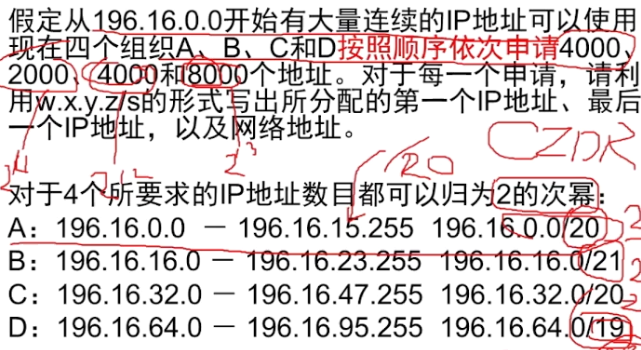 假定从196.16.0.0开始有大量连续的IP地址可以使用
现在四个组织A、B、C和D按照顺序依次申请4000、
2000、4000和8000个地址。对于每一个申请，请利
用w.x.y.z/s的形式写出所分配的第一个IP地址、最后
一个IP地址，以及网络地址。
CZDR
对于4个所要求的IP地址数目都可以归为2的次幂：
A：196.16.0.0 － 196.16.15.255 196.16.0.0/20
B：196.16.16.0 － 196.16.23.255 196.16.16.0/21
C：196.16.32.0 － 196.16.47.255 196.16.32.0/20
D：196.16.64.0 － 196.16.95.255 196.16.64.0/19